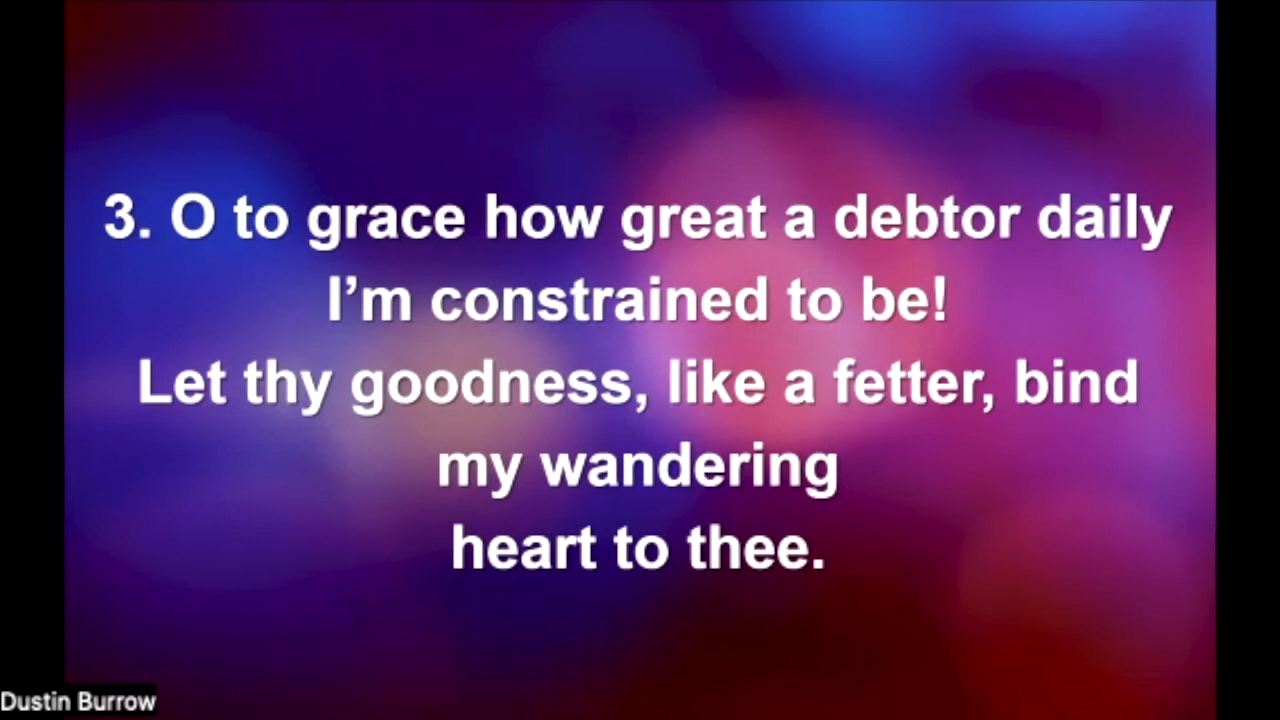 3. O to grace how great a debtor daily
I’m constrained to be!
Let thy goodness, like a fetter, bind
my wandering
heart to thee.
Dustin Burrow